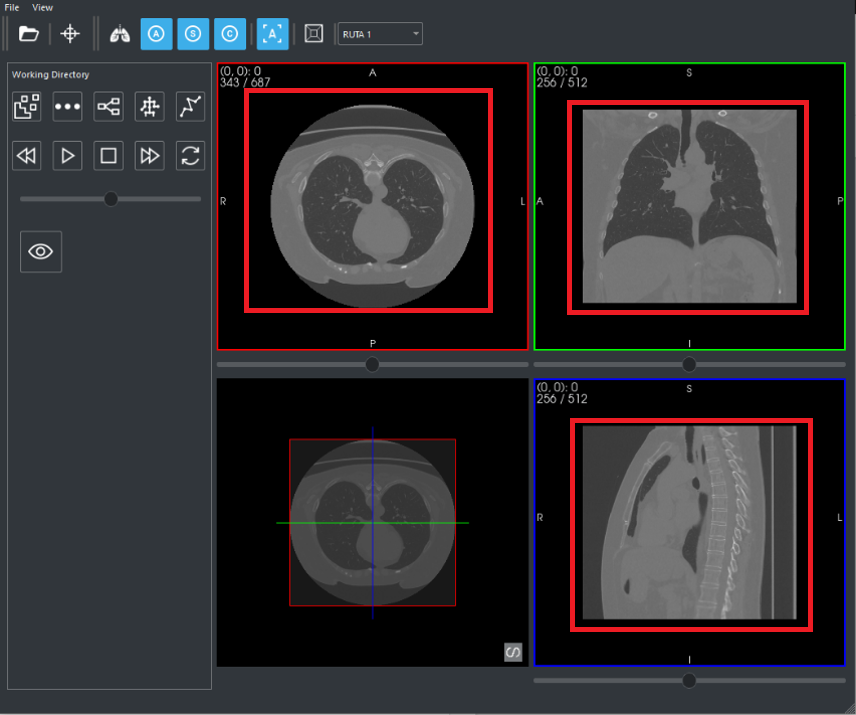 File View
A S C A RUTA 1
Working Directory
(0, 0): 0
343 / 687
A
R
L
P
(0, 0): 0
256 / 512
S
A
P
I
(0, 0): 0
256 / 512
S
R
L
I
S